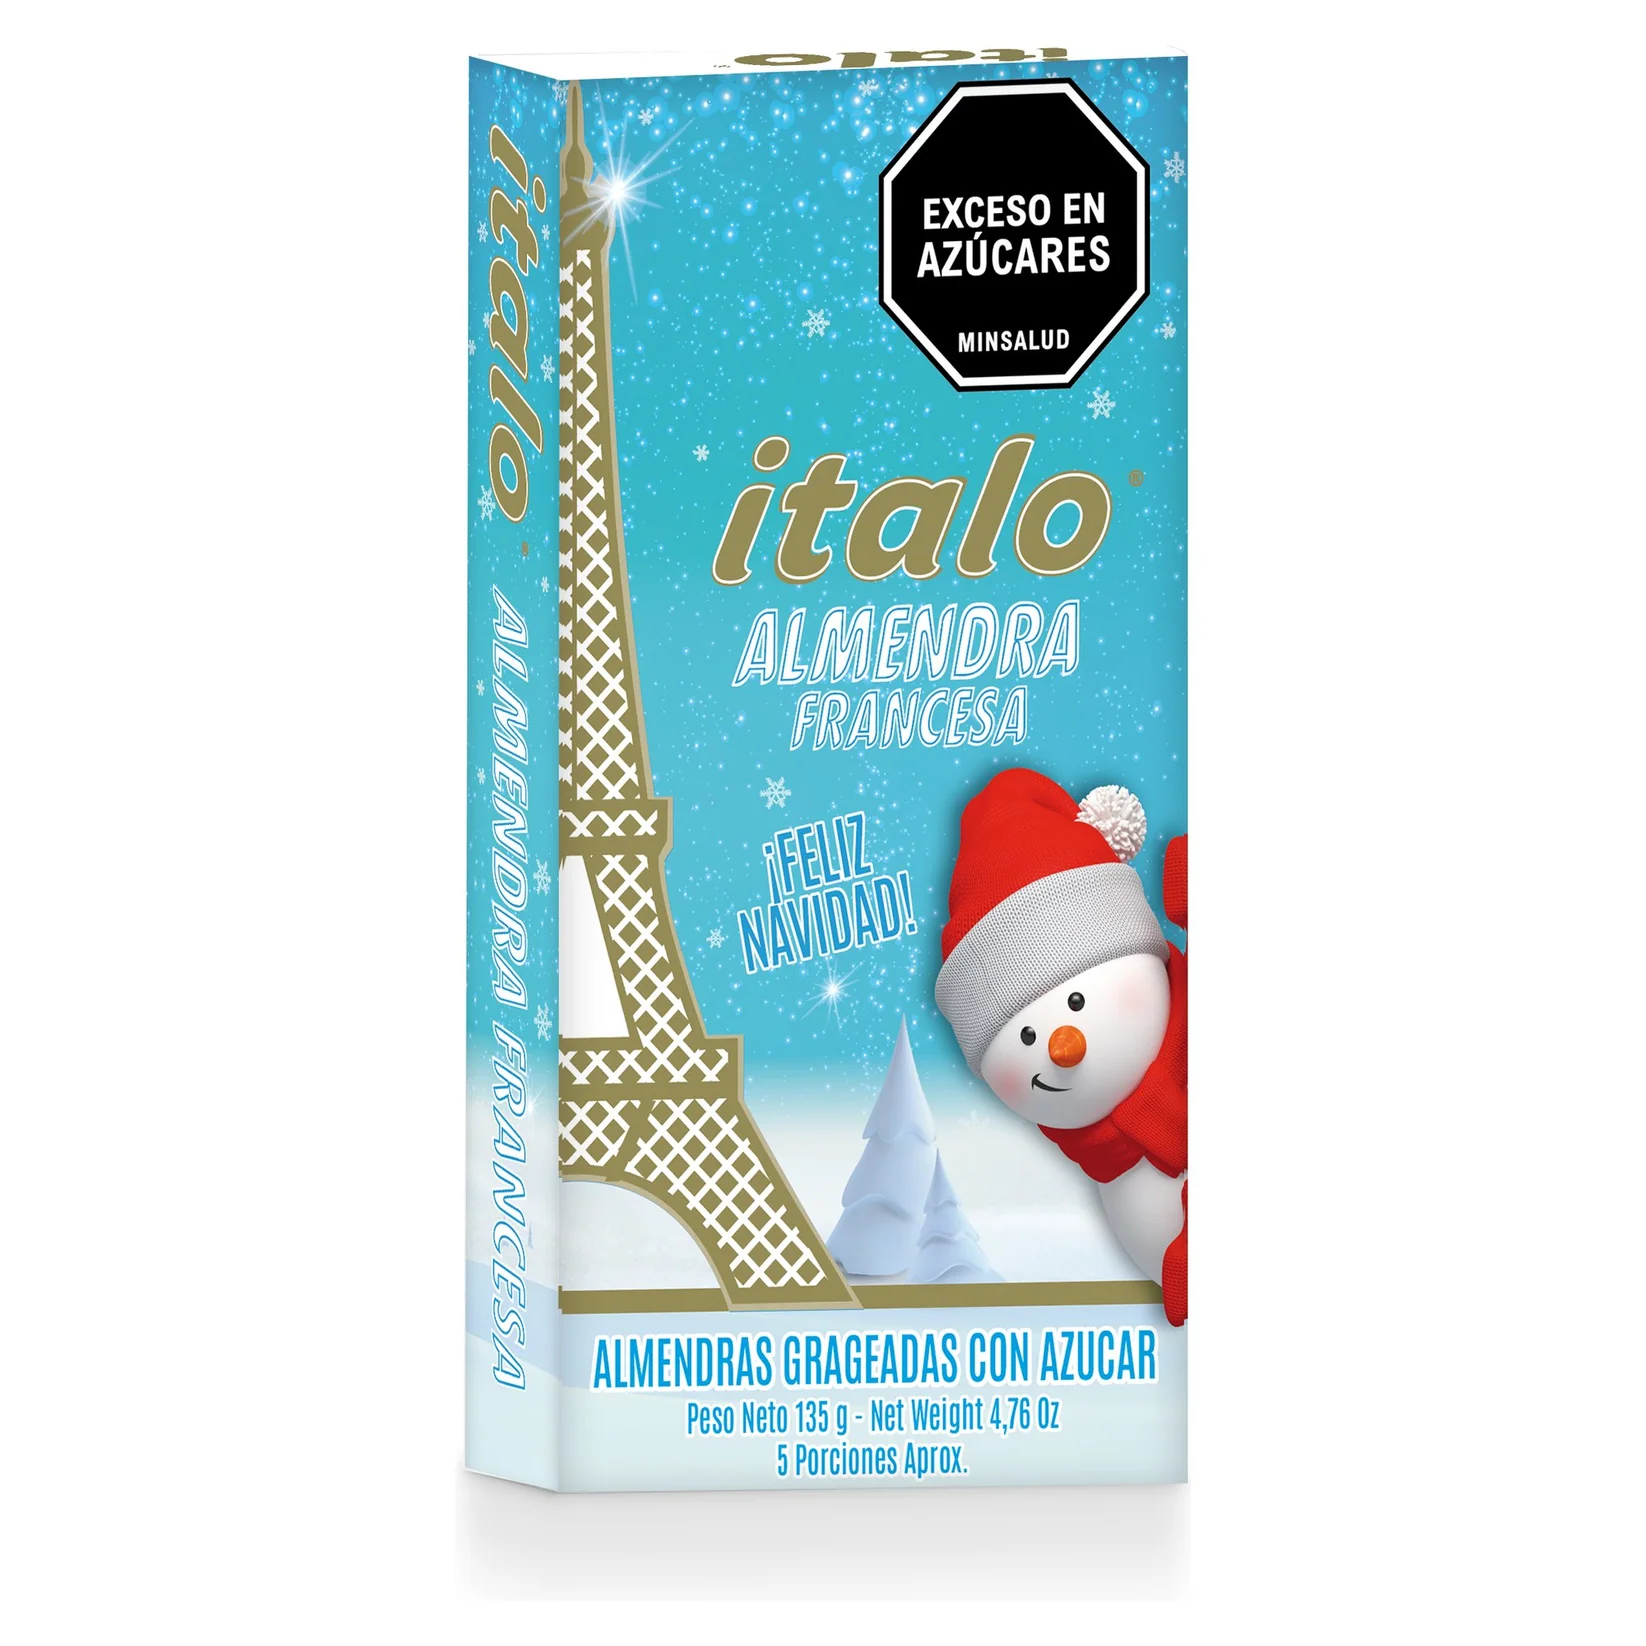 italo
EXCESO EN
AZÚCARES
MINSALUD
italo®
ALMENDRA
FRANCESA
¡FELIZ
NAVIDAD!
ALMENDRAS GRAGEADAS CON AZUCAR
Peso Neto 135 g - Net Weight 4,76 Oz
5 Porciones Aprox.
italo®
ALMENDRA FRANCESA